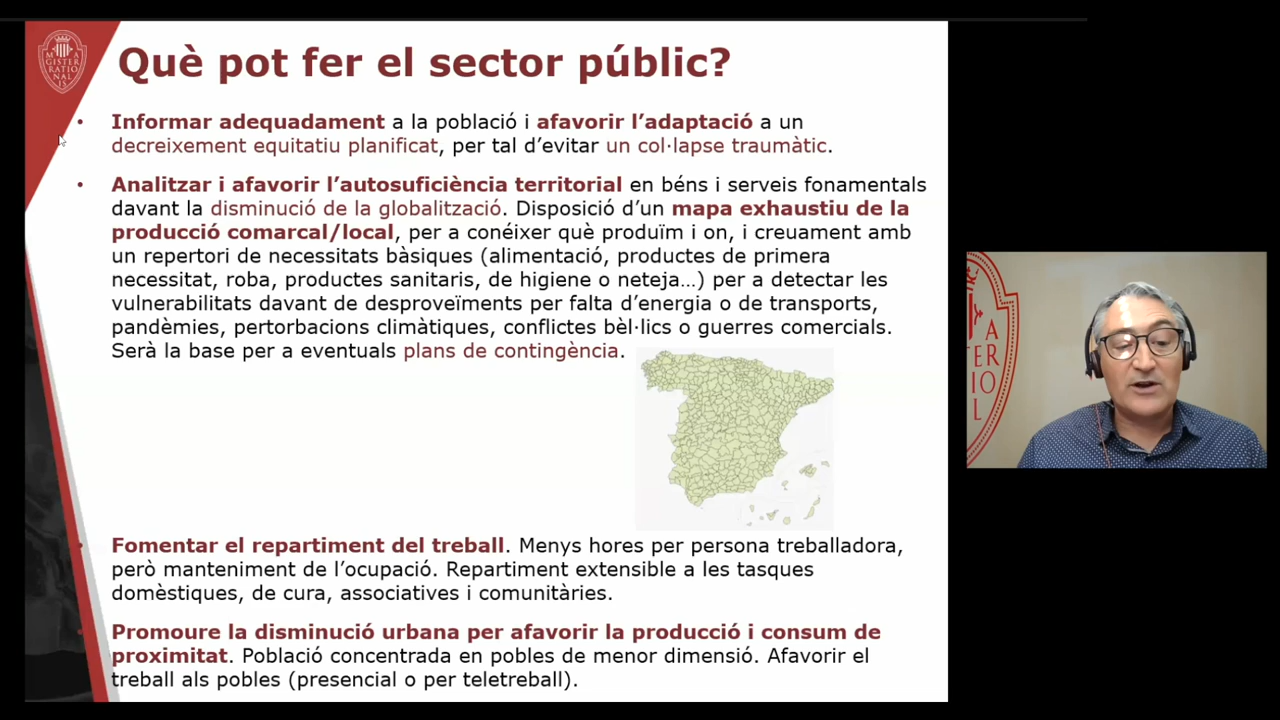 Què pot fer el sector públic?
MA
GISTER
RATIO
NAL
IS
• Informar adequadament a la població i afavorir l’adaptació a un
decreixement equitatiu planificat, per tal d’evitar un col·lapse traumàtic.
• Analitzar i afavorir l’autosuficiència territorial en béns i serveis fonamentals
davant la disminució de la globalització. Disposició d’un mapa exhaustiu de la
producció comarcal/local, per a conéixer què produïm i on, i creuament amb
un repertori de necessitats bàsiques (alimentació, productes de primera
necessitat, roba, productes sanitaris, de higiene o neteja…) per a detectar les
vulnerabilitats davant de desproveïments per falta d’energia o de transports,
pandèmies, pertorbacions climàtiques, conflictes bèl·lics o guerres comercials.
Serà la base per a eventuals plans de contingència.
• Fomentar el repartiment del treball. Menys hores per persona treballadora,
però manteniment de l’ocupació. Repartiment extensible a les tasques
domèstiques, de cura, associatives i comunitàries.
• Promoure la disminució urbana per afavorir la producció i consum de
proximitat. Població concentrada en pobles de menor dimensió. Afavorir el
treball als pobles (presencial o per teletreball).
A
ER
IO
L